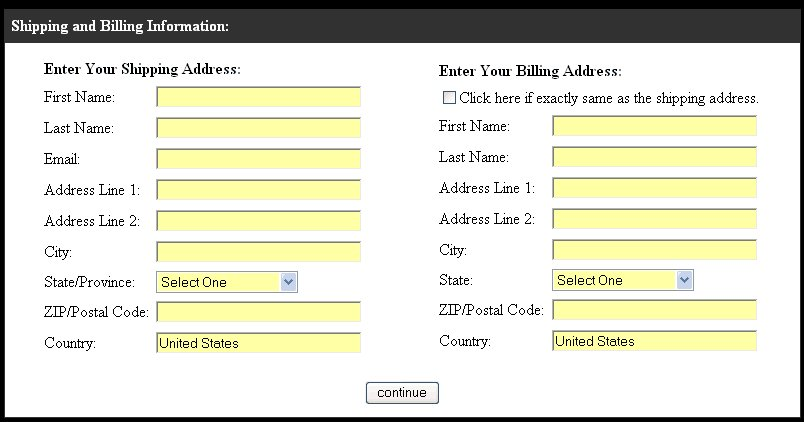 Shipping and Billing Information:
Enter Your Shipping Address:
First Name:
Last Name:
Email:
Address Line 1:
Address Line 2:
City:
State/Province: Select One
ZIP/Postal Code:
Country: United States
Enter Your Billing Address:
Click here if exactly same as the shipping address.
First Name:
Last Name:
Address Line 1:
Address Line 2:
City:
State: Select One
ZIP/Postal Code:
Country: United States
continue